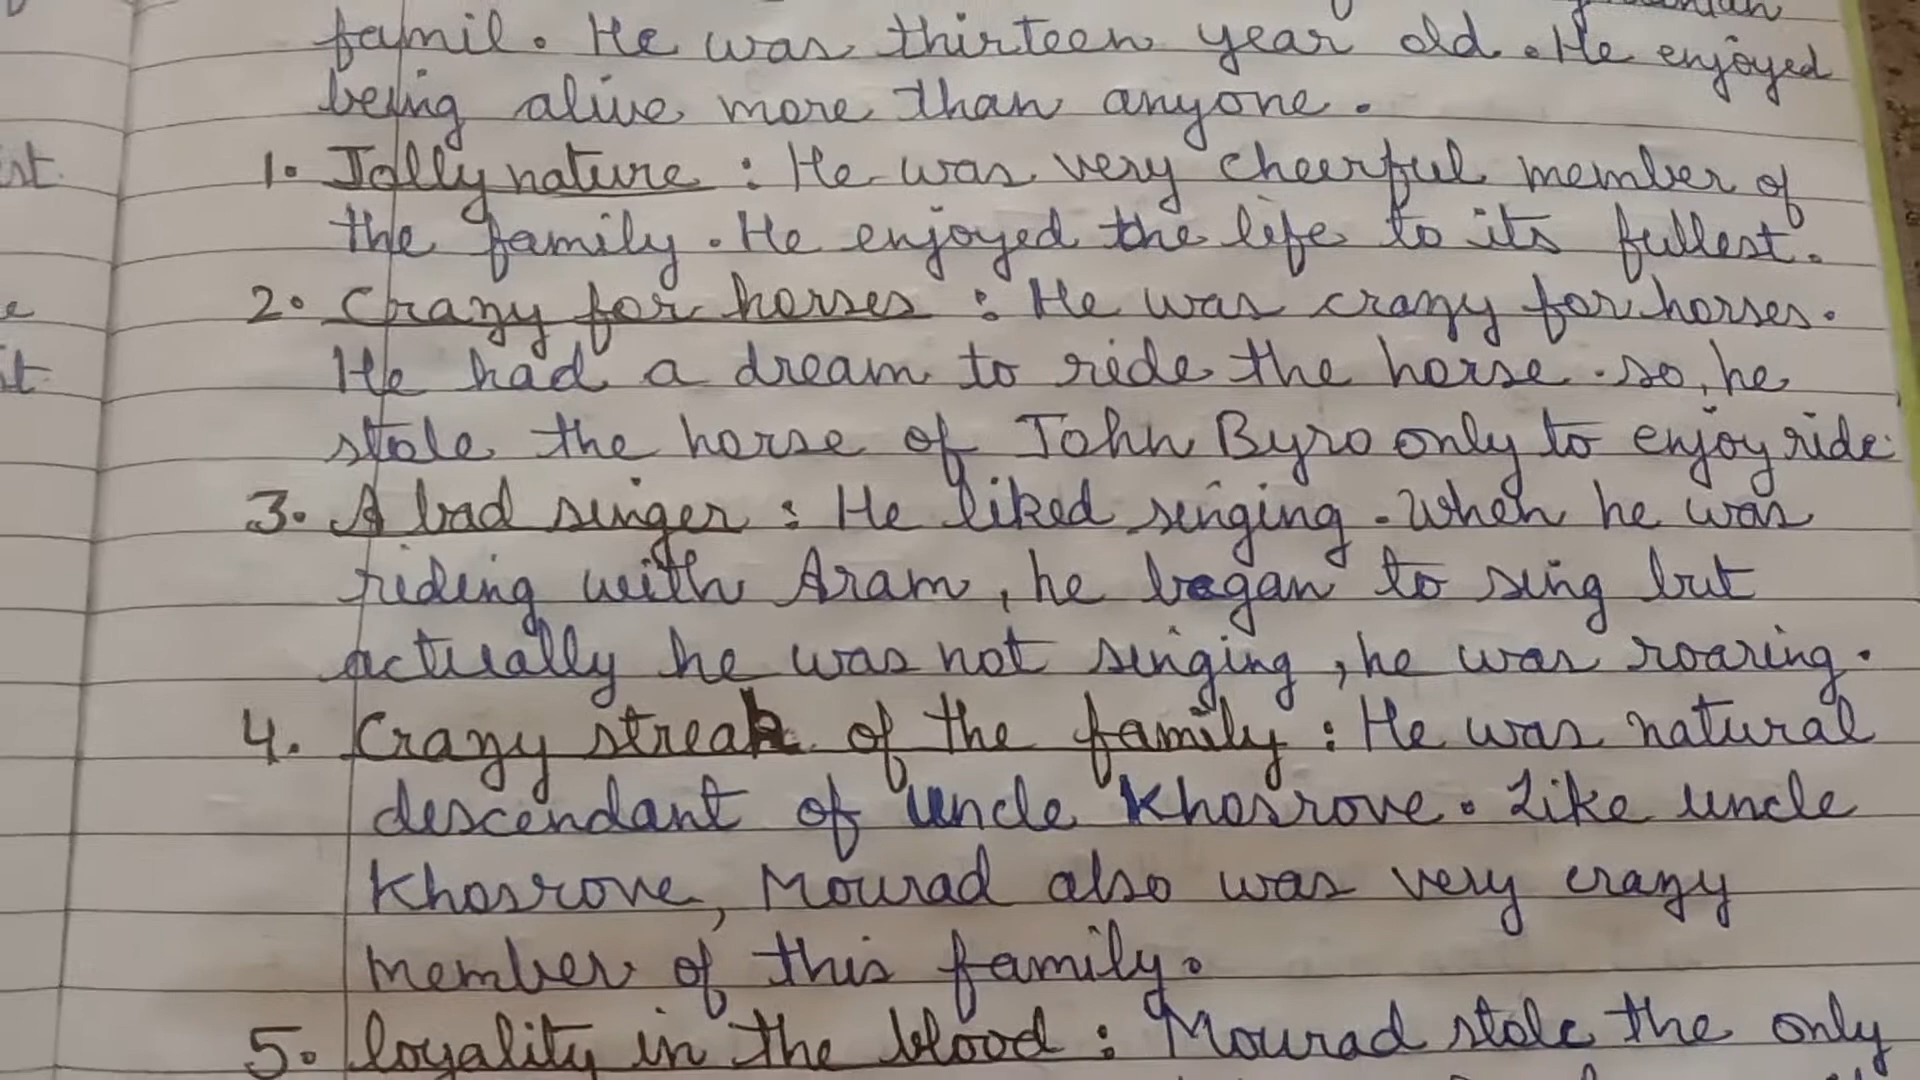 famil. He was thirteen year old. He enjoyed
being alive more than anyone.
1. Jolly nature : He was very cheerful member of
the family. He enjoyed the life to its fullest.
2. Crazy for horses : He was crazy for horses.
He had a dream to ride the horse. so, he
stole the horse of John Byro only to enjoy ride.
3. A bad singer : He liked singing. When he was
riding with Aram, he began to sing but
actually he was not singing, he was roaring.
4. Crazy streak of the family : He was natural
descendant of uncle Khosrove. Like uncle
Khosrove, Mourad also was very crazy
member of this family.
5. loyality in the blood : Mourad stole the only